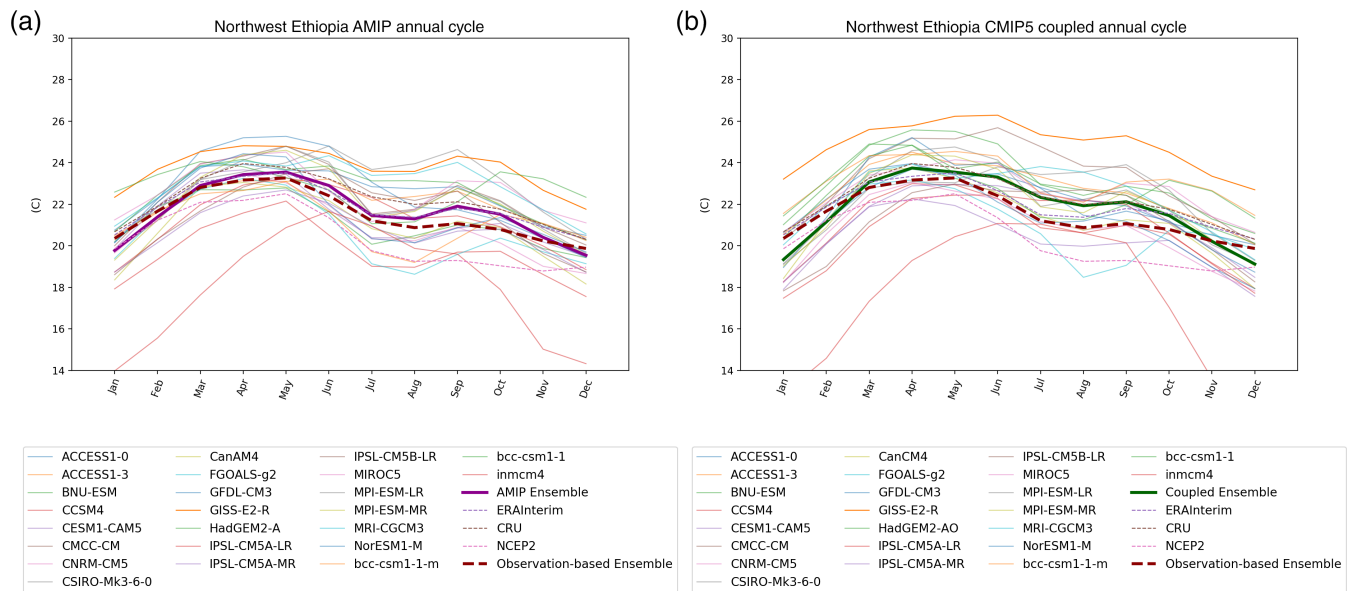 (a)
Northwest Ethiopia AMIP annual cycle
30
28
26
24
22
20
18
16
14
(C)
Jan
Feb
Mar
Apr
May
Jun
Jul
Aug
Sep
Oct
Nov
Dec
ACCESS1-0
ACCESS1-3
BNU-ESM
CCSM4
CESM1-CAM5
CMCC-CM
CNRM-CM5
CSIRO-Mk3-6-0
CanAM4
FGOALS-g2
GFDL-CM3
GISS-E2-R
HadGEM2-A
IPSL-CM5A-LR
IPSL-CM5A-MR
IPSL-CM5B-LR
MIROC5
MPI-ESM-LR
MPI-ESM-MR
MRI-CGCM3
NorESM1-M
bcc-csm1-1-m
bcc-csm1-1
inmcm4
AMIP Ensemble
ERAInterim
CRU
NCEP2
Observation-based Ensemble
(b)
Northwest Ethiopia CMIP5 coupled annual cycle
30
28
26
24
22
20
18
16
14
(C)
Jan
Feb
Mar
Apr
May
Jun
Jul
Aug
Sep
Oct
Nov
Dec
ACCESS1-0
ACCESS1-3
BNU-ESM
CCSM4
CESM1-CAM5
CMCC-CM
CNRM-CM5
CSIRO-Mk3-6-0
CanCM4
FGOALS-g2
GFDL-CM3
GISS-E2-R
HadGEM2-AO
IPSL-CM5A-LR
IPSL-CM5A-MR
IPSL-CM5B-LR
MIROC5
MPI-ESM-LR
MPI-ESM-MR
MRI-CGCM3
NorESM1-M
bcc-csm1-1-m
bcc-csm1-1
inmcm4
Coupled Ensemble
ERAInterim
CRU
NCEP2
Observation-based Ensemble